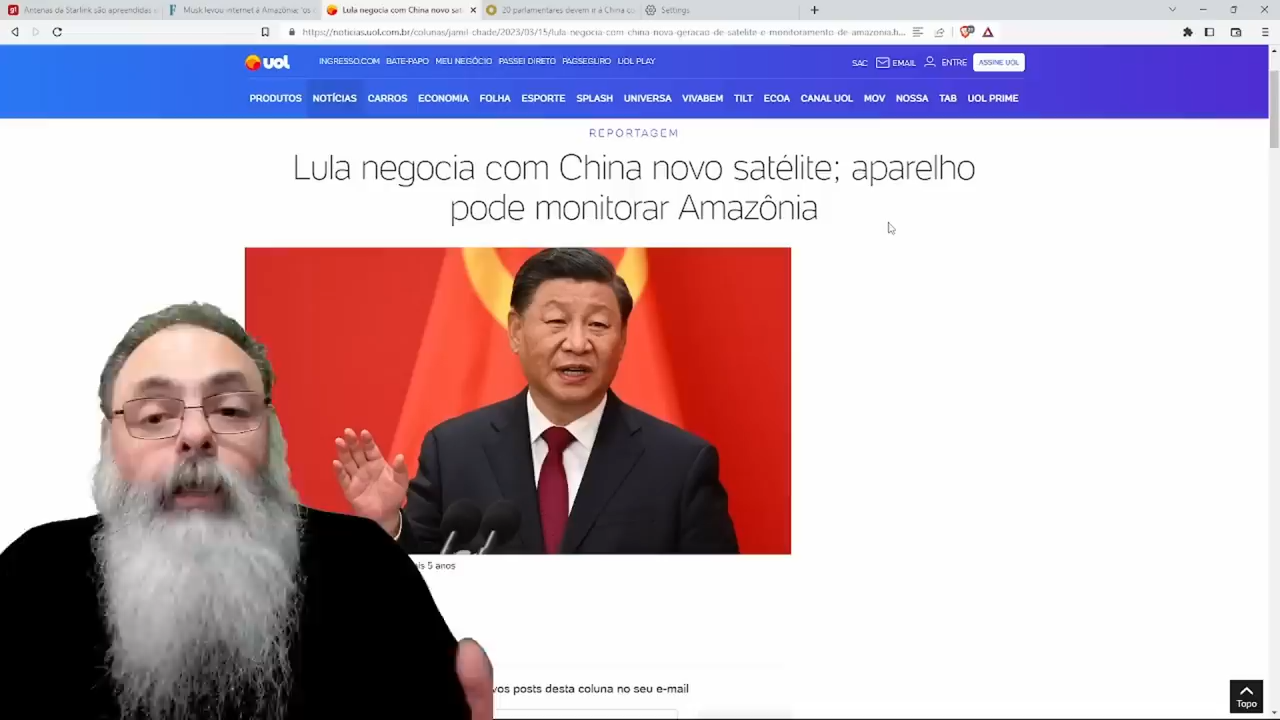 Antenas da Starlink são apreendidas
Musk levou internet à Amazônia; 'os
Lula negocia com China novo saté
20 parlamentares devem ir à China co
Settings
https://noticias.uol.com.br/colunas/jamil-chade/2023/03/15/lula-negocia-com-china-nova-geracao-de-satelite-e-monitoramento-de-amazonia.h...
UOL
INGRESSO.COM BATE-PAPO MEU NEGÓCIO PASSEI DIRETO PAGSEGURO UOL PLAY
SAC EMAIL ENTRE ASSINE UOL
PRODUTOS NOTÍCIAS CARROS ECONOMIA FOLHA ESPORTE SPLASH UNIVERSA VIVABEM TILT ECOA CANAL UOL MOV NOSSA TAB UOL PRIME
REPORTAGEM
Lula negocia com China novo satélite; aparelho
pode monitorar Amazônia
is 5 anos
vos posts desta coluna no seu e-mail
Topo